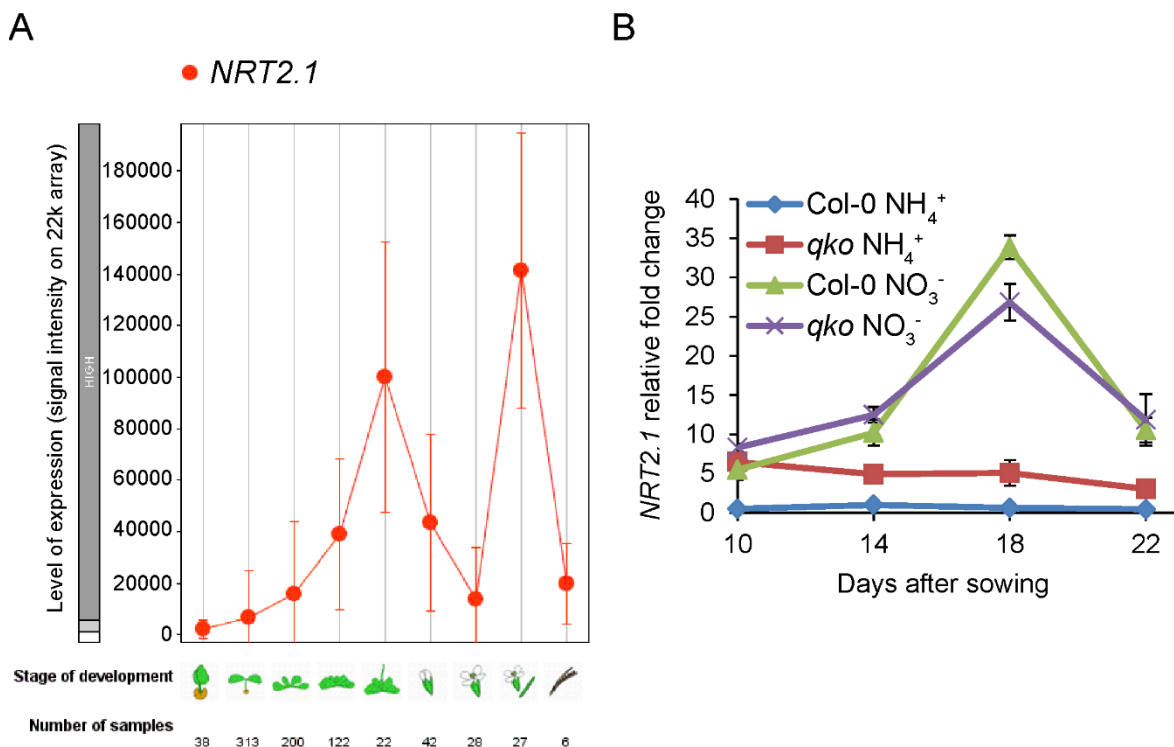 A
NRT2.1
Level of expression (signal intensity on 22k array)
HIGH
180000
160000
140000
120000
100000
80000
60000
40000
20000
0
Stage of development
Number of samples
38 313 200 122 22 42 28 27 6
B
NRT2.1 relative fold change
40
35
30
25
20
15
10
5
0
Col-0 NH₄⁺
qko NH₄⁺
Col-0 NO₃⁻
qko NO₃⁻
10 14 18 22
Days after sowing